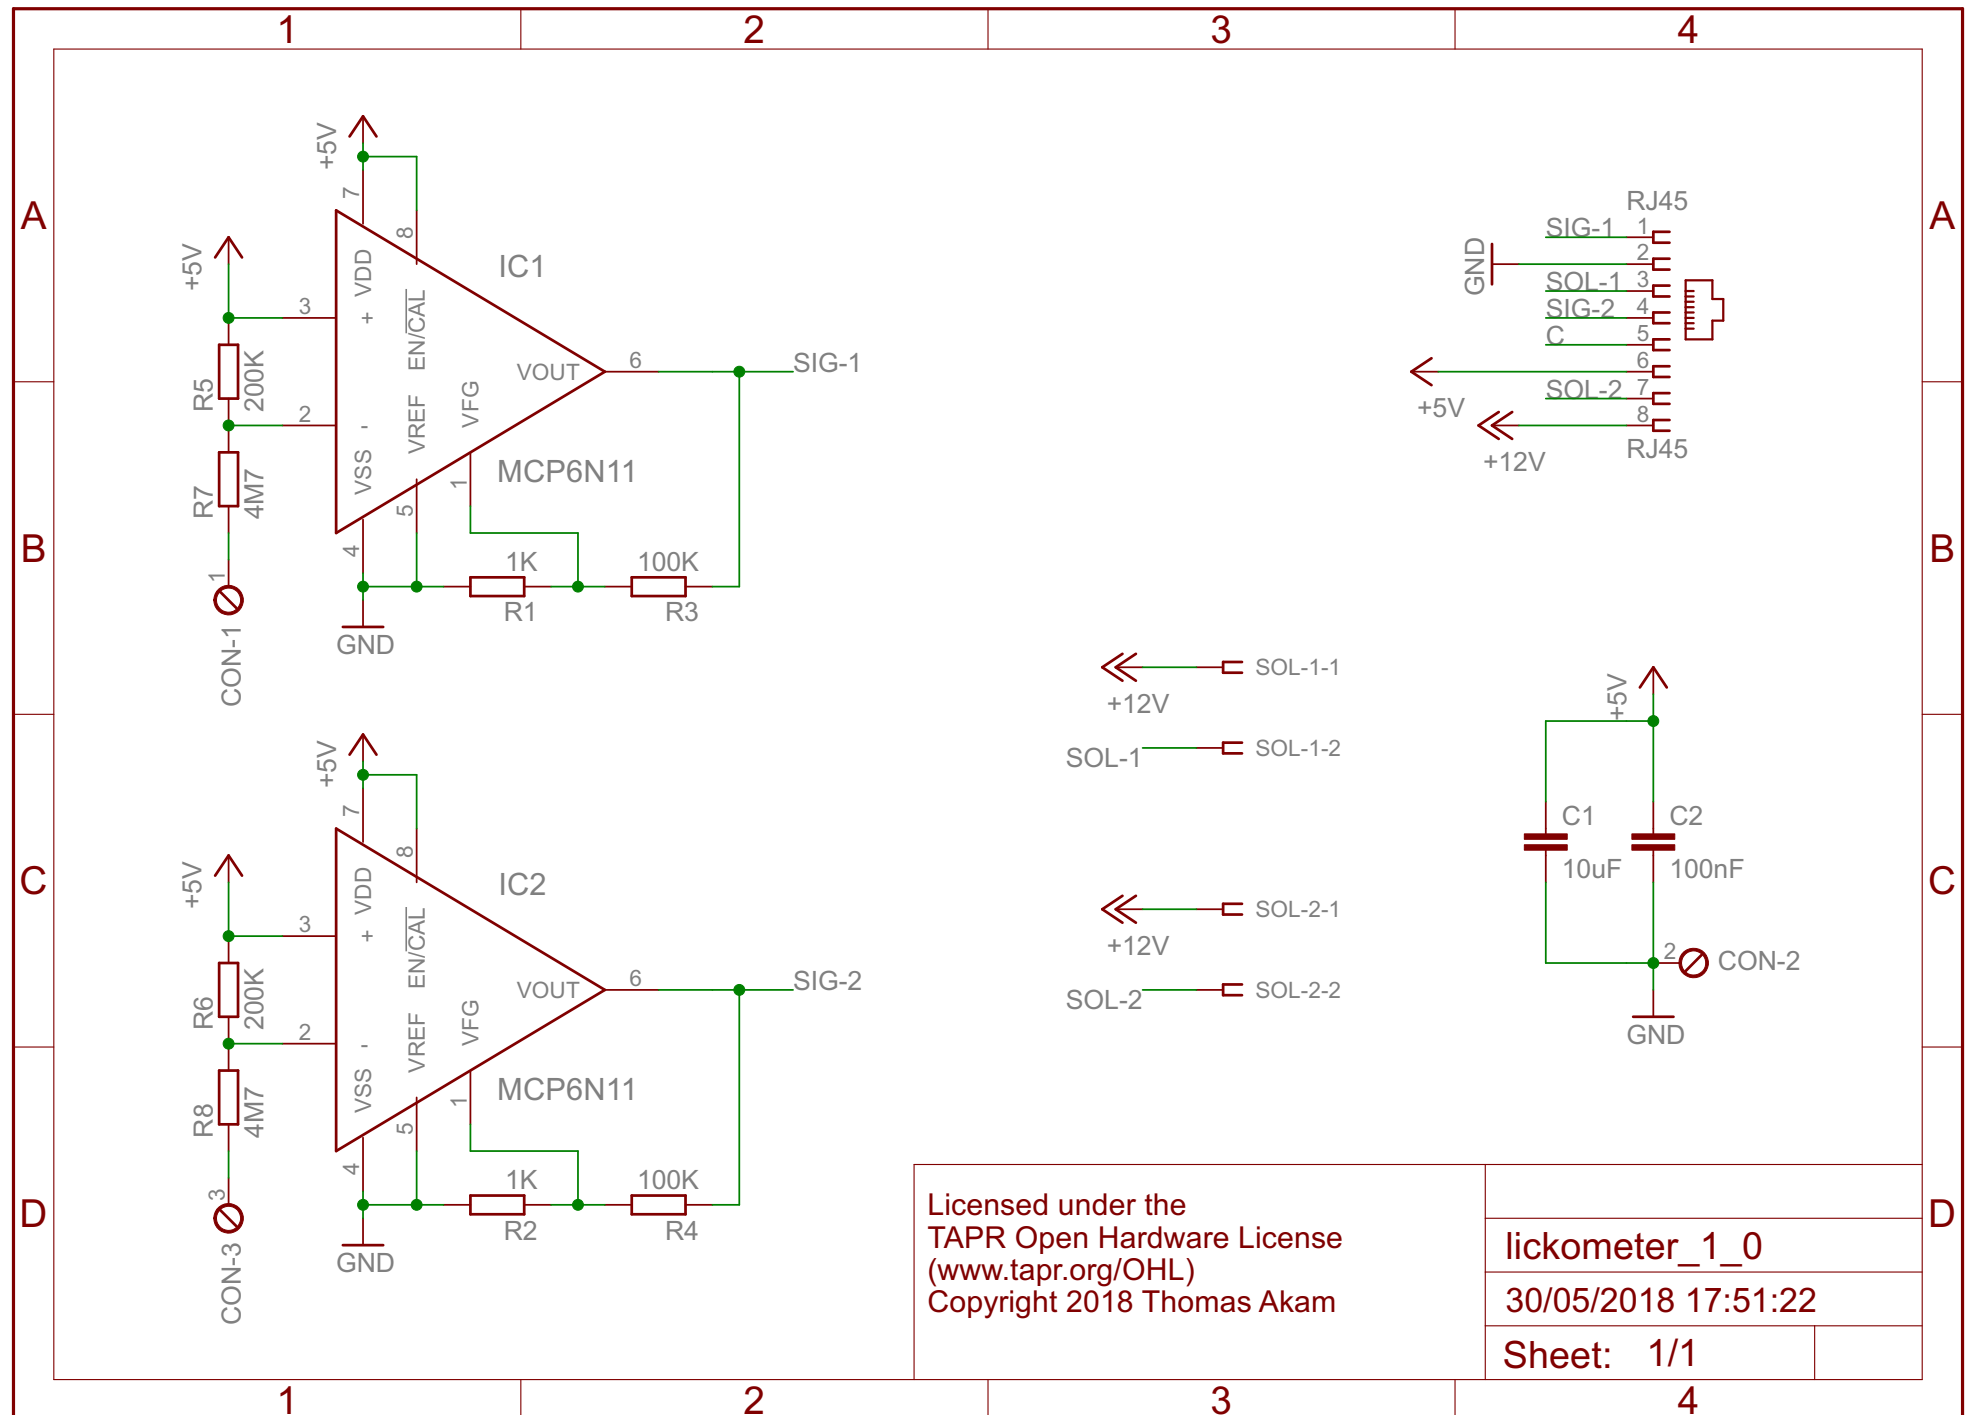 1 2 3 4
A
B
C
D
+5V
7
8
+5V
VDD
EN/CAL
IC1
3
+
R5
200K
VOUT
6
SIG-1
2
-
VREF
VFG
VSS
MCP6N11
R7
4M7
1
5
4
1
1K
100K
R1
R3
GND
CON-1
+5V
7
8
+5V
VDD
EN/CAL
IC2
3
+
R6
200K
VOUT
6
SIG-2
2
-
VREF
VFG
VSS
MCP6N11
R8
4M7
1
5
4
3
1K
100K
R2
R4
GND
CON-3
RJ45
SIG-1 1
GND
2
SOL-1 3
SIG-2 4
C 5
6
+5V
SOL-2 7
8
+12V
RJ45
SOL-1-1
+12V
SOL-1
SOL-1-2
SOL-2-1
+12V
SOL-2
SOL-2-2
+5V
C1
C2
10uF
100nF
2
CON-2
GND
Licensed under the
TAPR Open Hardware License
(www.tapr.org/OHL)
Copyright 2018 Thomas Akam
lickometer_1_0
30/05/2018 17:51:22
Sheet: 1/1
A
B
C
D
1 2 3 4